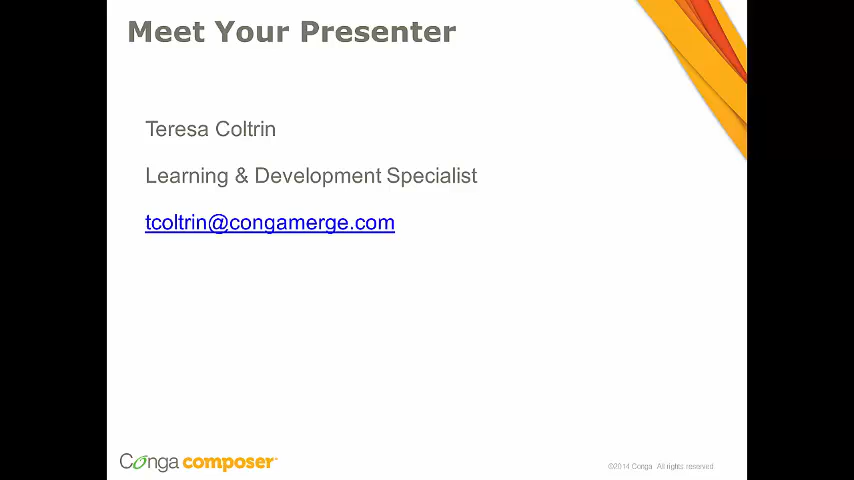 Meet Your Presenter
Teresa Coltrin
Learning & Development Specialist
tcoltrin@congamerge.com
Conga composer
©2014 Conga All rights reserved